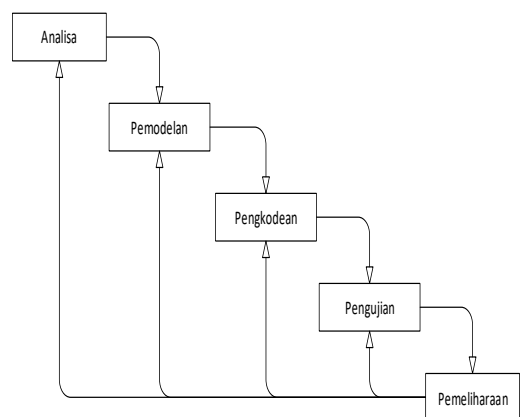 Analisa
Pemodelan
Pengkodean
Pengujian
Pemeliharaan